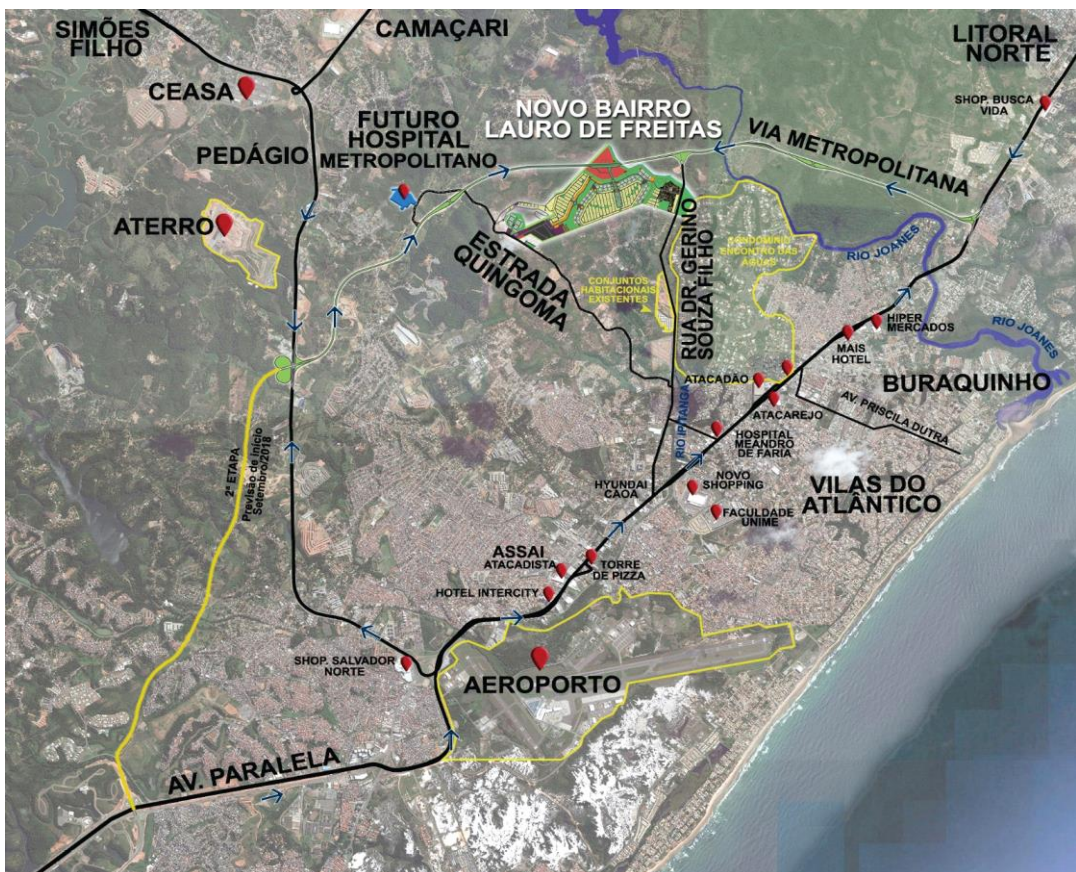 SIMÕES
FILHO
CAMAÇARI
LITORAL
NORTE
CEASA
SHOP. BUSCA
VIDA
NOVO BAIRRO
LAURO DE FREITAS
FUTURO
HOSPITAL
METROPOLITANO
VIA METROPOLITANA
PEDÁGIO
ATERRO
ESTRADA
QUINGOMA
RUA DR. GERINO
SOUZA FILHO
CONDOMÍNIO
ENCONTRO DAS
ÁGUAS
RIO JOANES
CONJUNTOS
HABITACIONAIS
EXISTENTES
HIPER
MERCADOS
RIO JOANES
MAIS
HOTEL
BURAQUINHO
ATACADÃO
ATACAREJO
AV. PRISCILA DUTRA
RIO IPITANGA
HOSPITAL
MEANDRO
DE FARIA
2ª ETAPA
Previsão de Início
Setembro/2018
HYUNDAI
CAOA
NOVO
SHOPPING
VILAS DO
ATLÂNTICO
FACULDADE
UNIME
ASSAI
ATACADISTA
TORRE
DE PIZZA
HOTEL INTERCITY
SHOP. SALVADOR
NORTE
AEROPORTO
AV. PARALELA